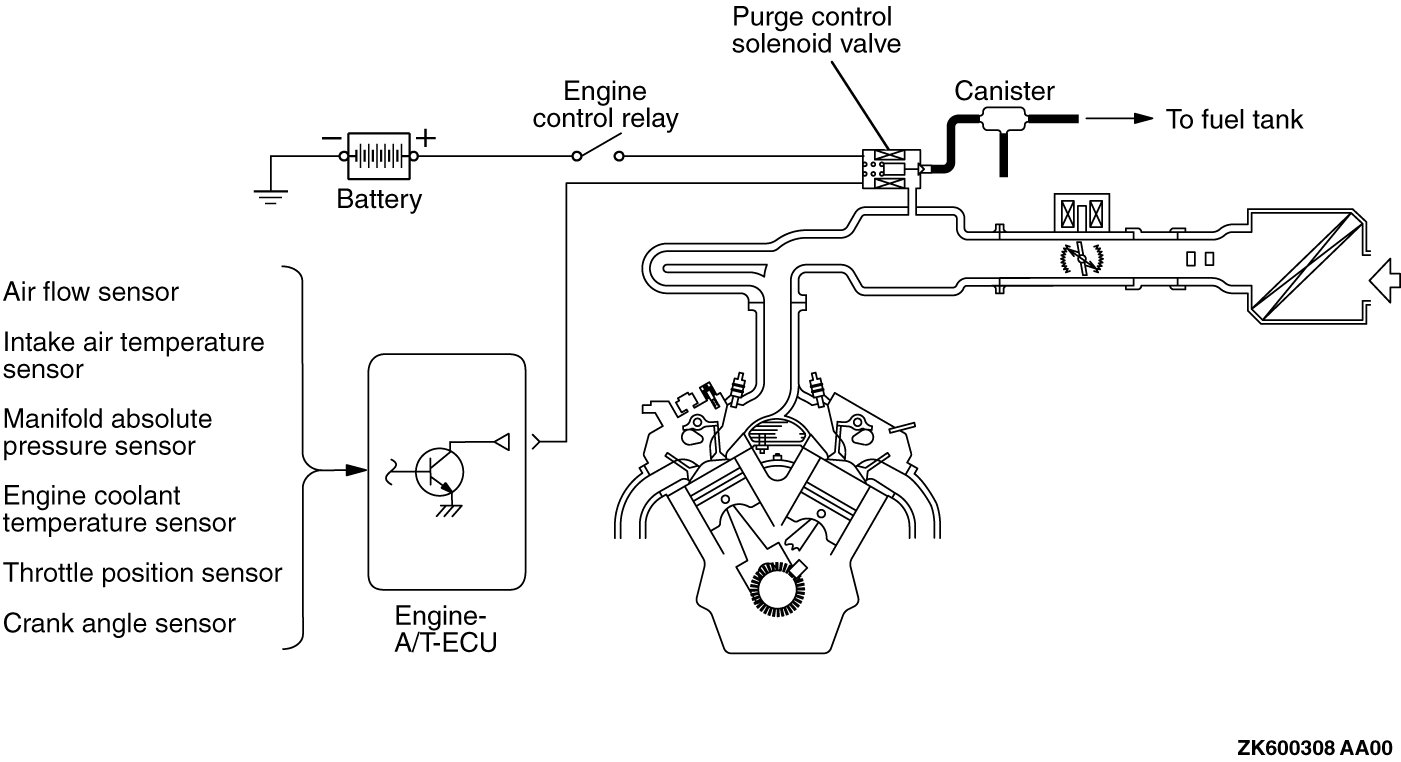 Purge control
solenoid valve
Engine
control relay
Canister
To fuel tank
− +
Battery
Air flow sensor
Intake air temperature
sensor
Manifold absolute
pressure sensor
Engine coolant
temperature sensor
Throttle position sensor
Crank angle sensor
Engine-
A/T-ECU
ZK600308 AA00